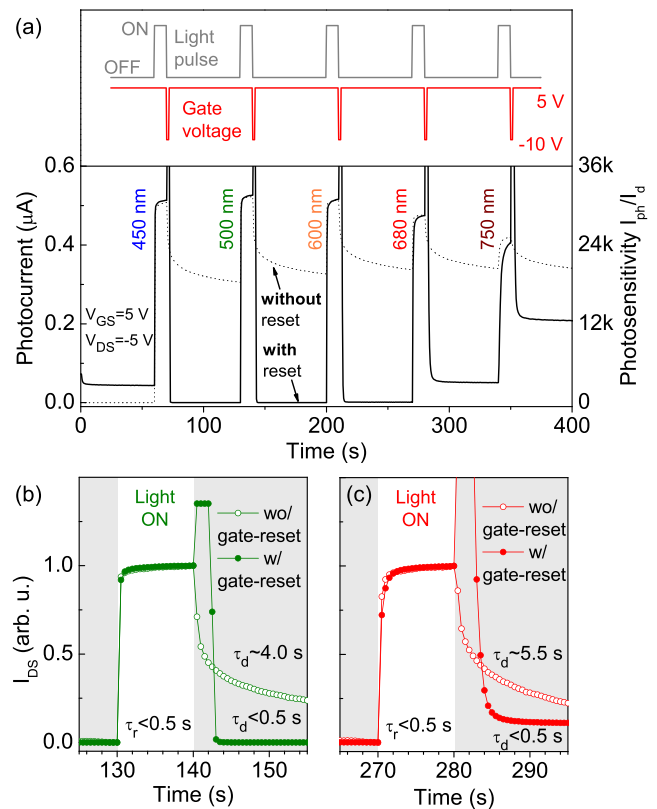 (a)
ON
OFF
Light
pulse
Gate
voltage
5 V
-10 V
Photocurrent (µA)
0.6
0.4
0.2
0.0
450 nm
500 nm
600 nm
680 nm
750 nm
V_GS=5 V
V_DS=-5 V
without
reset
with
reset
36k
24k
12k
0
Photosensitivity I_ph/I_d
0 100 200 300 400
Time (s)
(b)
Light
ON
wo/
gate-reset
w/
gate-reset
τ_d~4.0 s
τ_r<0.5 s
τ_d<0.5 s
I_DS (arb. u.)
1.0
0.5
0.0
130 140 150
Time (s)
(c)
Light
ON
wo/
gate-reset
w/
gate-reset
τ_d~5.5 s
τ_r<0.5 s
τ_d<0.5 s
270 280 290
Time (s)